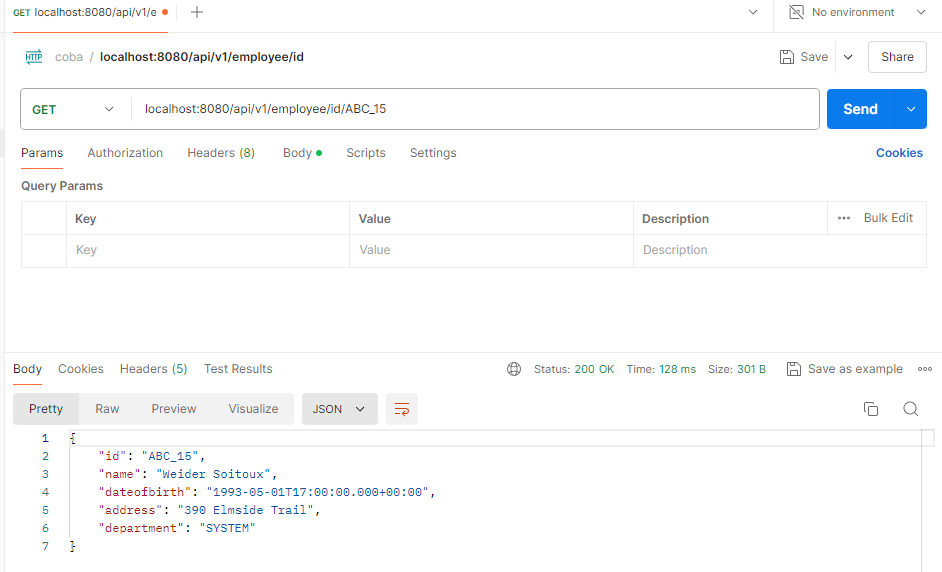 GET localhost:8080/api/v1/e
No environment
HTTP coba / localhost:8080/api/v1/employee/id
Save
Share
GET localhost:8080/api/v1/employee/id/ABC_15
Send
Params Authorization Headers (8) Body Scripts Settings
Cookies
Query Params
Key Value Description ••• Bulk Edit
Key Value Description
Body Cookies Headers (5) Test Results
Status: 200 OK Time: 128 ms Size: 301 B
Save as example
Pretty Raw Preview Visualize JSON
1 {
2 "id": "ABC_15",
3 "name": "Weider Soitoux",
4 "dateofbirth": "1993-05-01T17:00:00.000+00:00",
5 "address": "390 Elmside Trail",
6 "department": "SYSTEM"
7 }